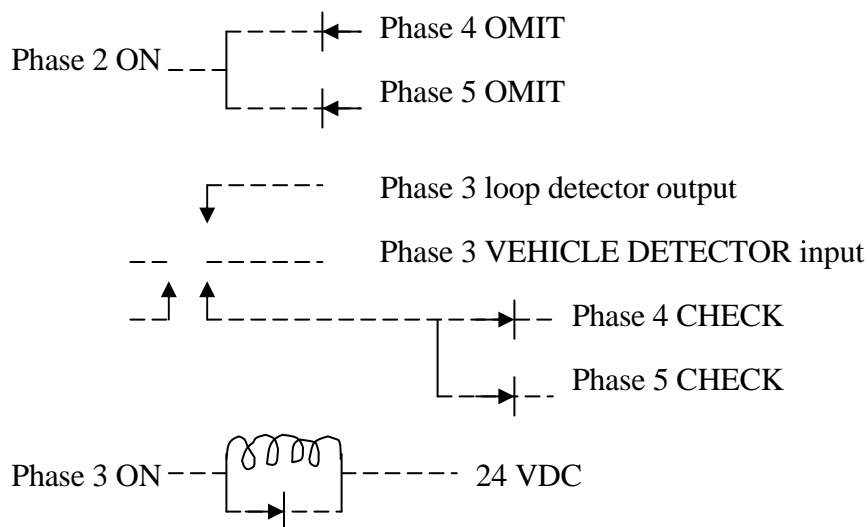 Phase 4 OMIT
Phase 2 ON
Phase 5 OMIT
Phase 3 loop detector output
Phase 3 VEHICLE DETECTOR input
Phase 4 CHECK
Phase 5 CHECK
Phase 3 ON
24 VDC